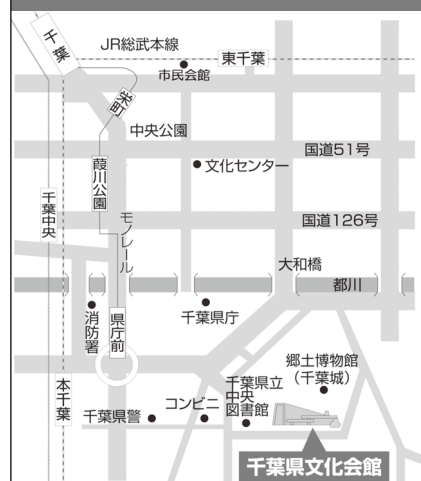 千葉
JR総武本線
東千葉
市民会館
栄町
中央公園
国道51号
文化センター
葭川公園
千葉中央
国道126号
モノレール
大和橋
都川
千葉県庁
消防署
県庁前
郷土博物館
（千葉城）
千葉県立
中央
図書館
コンビニ
千葉県警
本千葉
千葉県文化会館